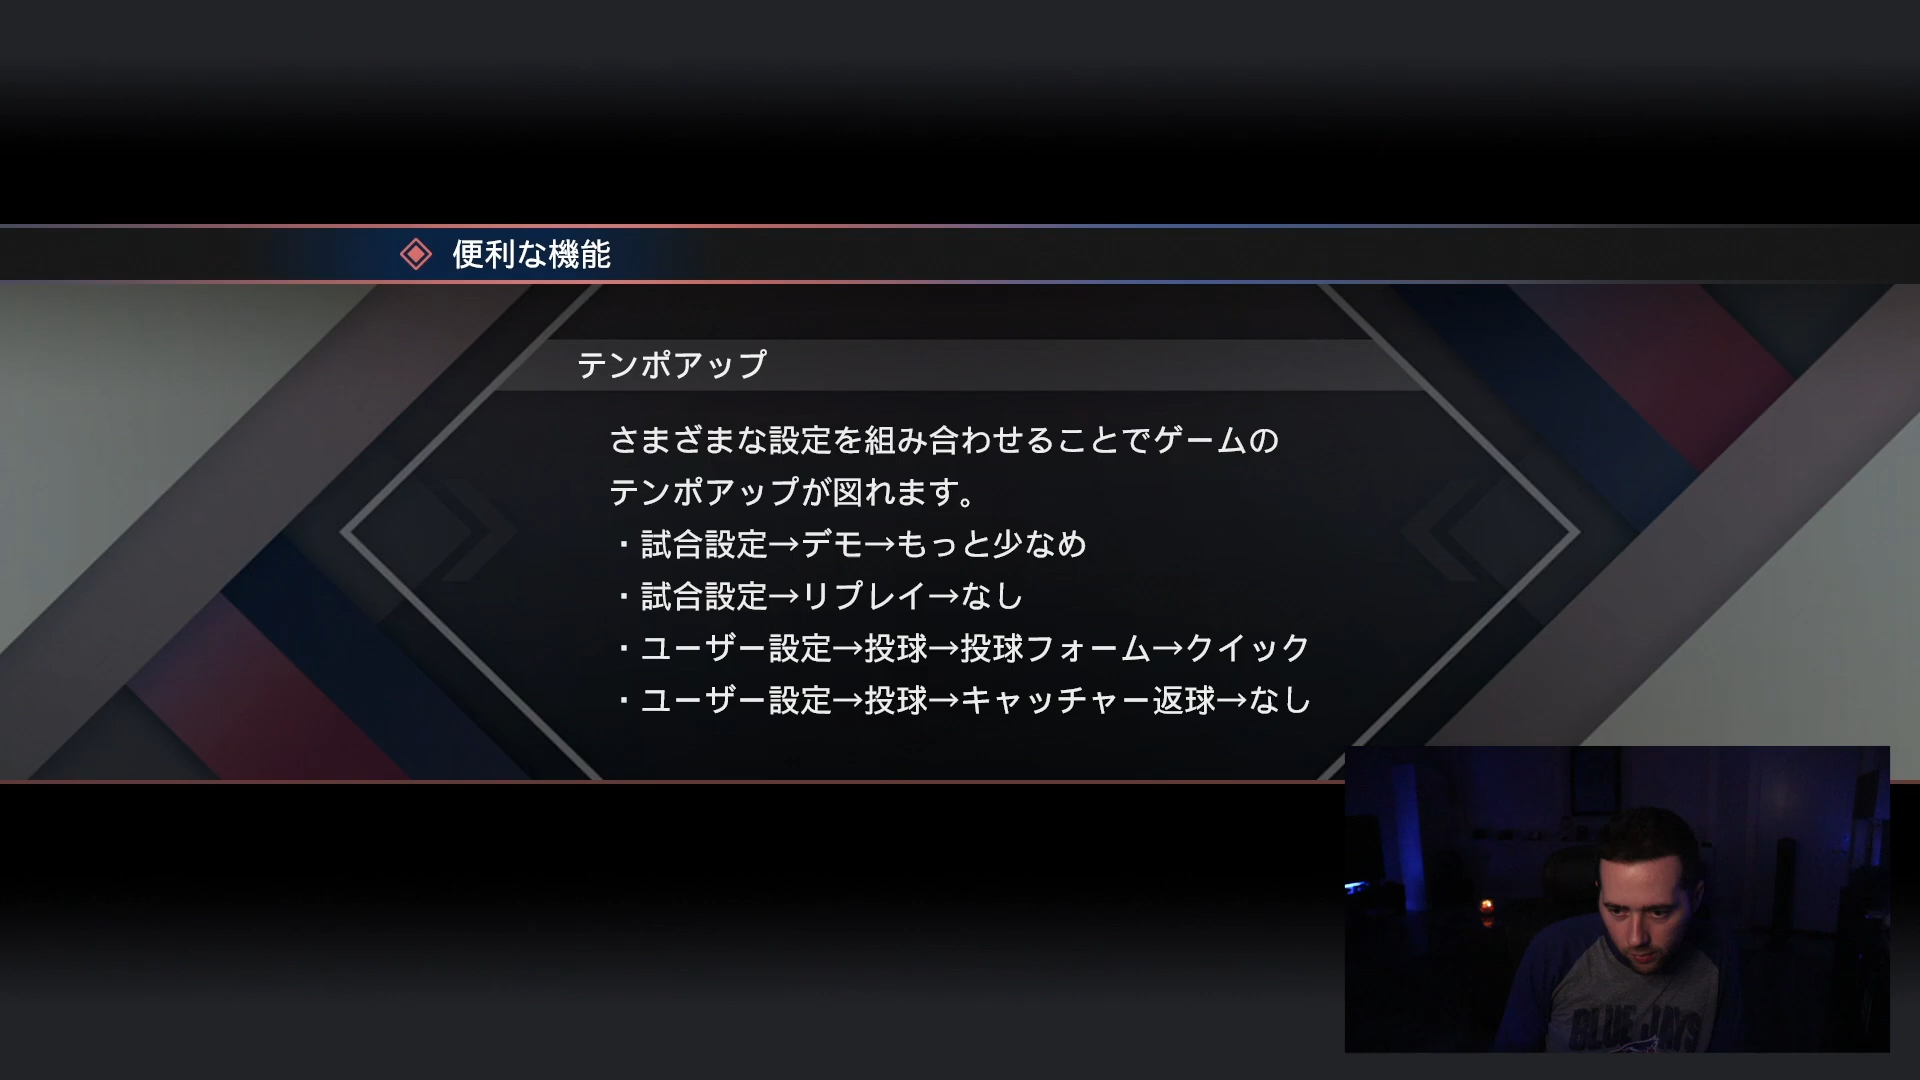 便利な機能
テンポアップ
さまざまな設定を組み合わせることでゲームの
テンポアップが図れます。
・試合設定→デモ→もっと少なめ
・試合設定→リプレイ→なし
・ユーザー設定→投球→投球フォーム→クイック
・ユーザー設定→投球→キャッチャー返球→なし
BLUE JAYS